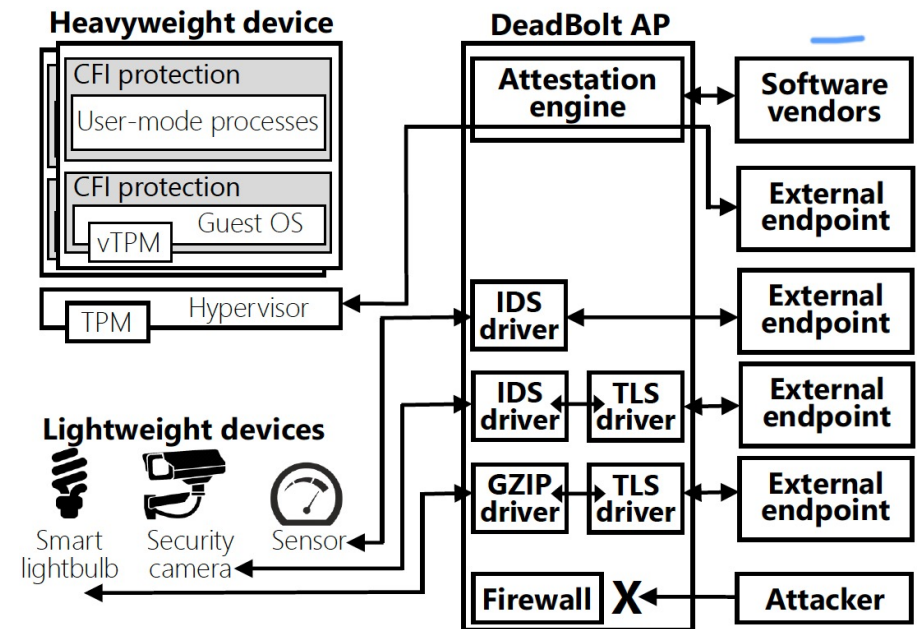 Heavyweight device
CFI protection
User-mode processes
CFI protection
Guest OS
vTPM
Hypervisor
TPM
Lightweight devices
Smart
lightbulb
Security
camera
Sensor
DeadBolt AP
Attestation
engine
IDS
driver
IDS
driver
TLS
driver
GZIP
driver
TLS
driver
Firewall
X
Software
vendors
External
endpoint
External
endpoint
External
endpoint
External
endpoint
Attacker